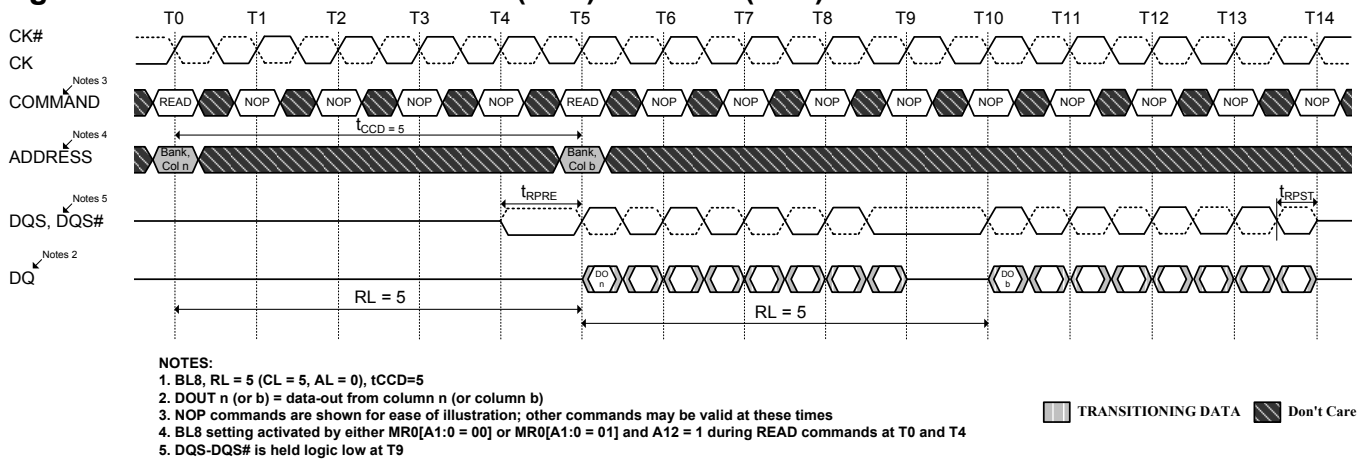 T0 T1 T2 T3 T4 T5 T6 T7 T8 T9 T10 T11 T12 T13 T14
CK#
CK
Notes 3
COMMAND
READ NOP NOP NOP NOP READ NOP NOP NOP NOP NOP NOP NOP NOP NOP
tCCD = 5
Notes 4
ADDRESS
Bank, Col n
Bank, Col b
tRPRE
tRPST
Notes 5
DQS, DQS#
Notes 2
DQ
DO n
DO b
RL = 5
RL = 5
NOTES:
1. BL8, RL = 5 (CL = 5, AL = 0), tCCD=5
2. DOUT n (or b) = data-out from column n (or column b)
3. NOP commands are shown for ease of illustration; other commands may be valid at these times
4. BL8 setting activated by either MR0[A1:0 = 00] or MR0[A1:0 = 01] and A12 = 1 during READ commands at T0 and T4
5. DQS-DQS# is held logic low at T9
TRANSITIONING DATA
Don't Care